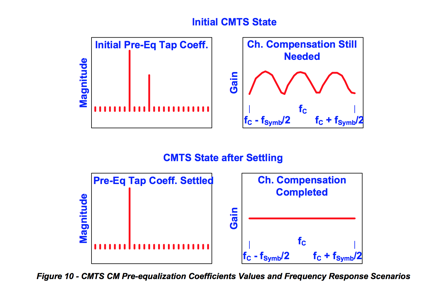 Initial CMTS State
Initial Pre-Eq Tap Coeff.
Magnitude
Ch. Compensation Still
Needed
Gain
fC
fC - fSymb/2
fC + fSymb/2
CMTS State after Settling
Pre-Eq Tap Coeff. Settled
Magnitude
Ch. Compensation
Completed
Gain
fC
fC - fSymb/2
fC + fSymb/2
Figure 10 - CMTS CM Pre-equalization Coefficients Values and Frequency Response Scenarios